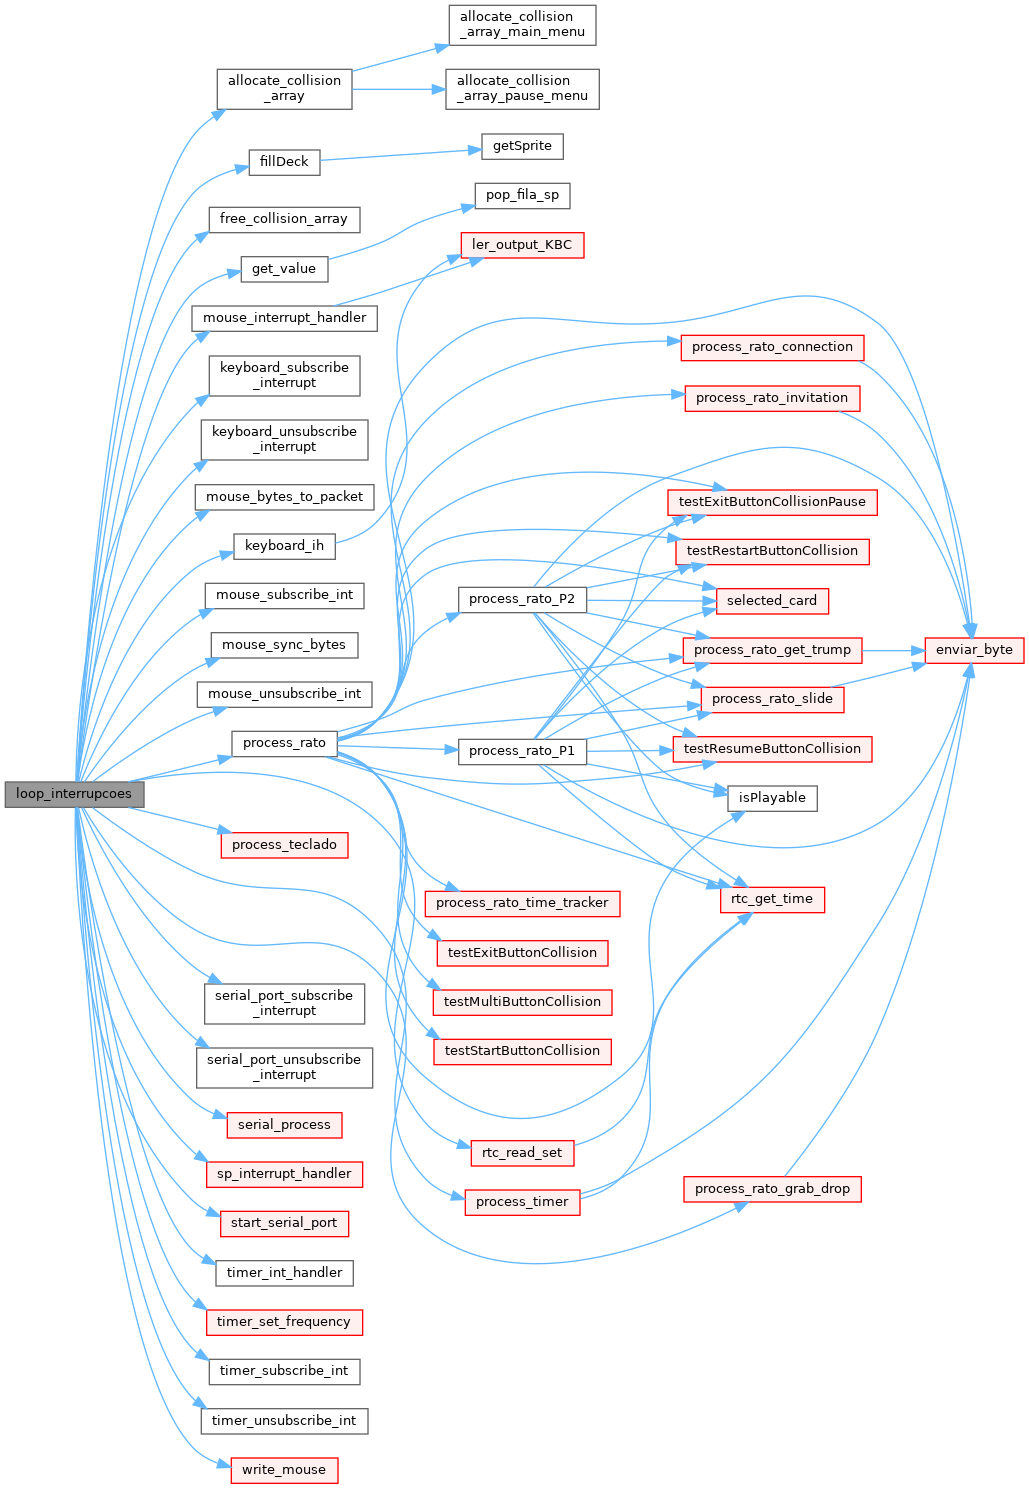 allocate_collision
_array_main_menu
allocate_collision
_array
allocate_collision
_array_pause_menu
fillDeck
getSprite
pop_fila_sp
free_collision_array
ler_output_KBC
get_value
mouse_interrupt_handler
process_rato_connection
keyboard_subscribe
_interrupt
process_rato_invitation
keyboard_unsubscribe
_interrupt
mouse_bytes_to_packet
testExitButtonCollisionPause
keyboard_ih
testRestartButtonCollision
mouse_subscribe_int
process_rato_P2
selected_card
mouse_sync_bytes
process_rato_get_trump
enviar_byte
mouse_unsubscribe_int
process_rato_slide
process_rato
process_rato_P1
testResumeButtonCollision
loop_interrupcoes
isPlayable
process_teclado
process_rato_time_tracker
rtc_get_time
testExitButtonCollision
serial_port_subscribe
_interrupt
testMultiButtonCollision
testStartButtonCollision
serial_port_unsubscribe
_interrupt
serial_process
rtc_read_set
sp_interrupt_handler
process_timer
process_rato_grab_drop
start_serial_port
timer_int_handler
timer_set_frequency
timer_subscribe_int
timer_unsubscribe_int
write_mouse